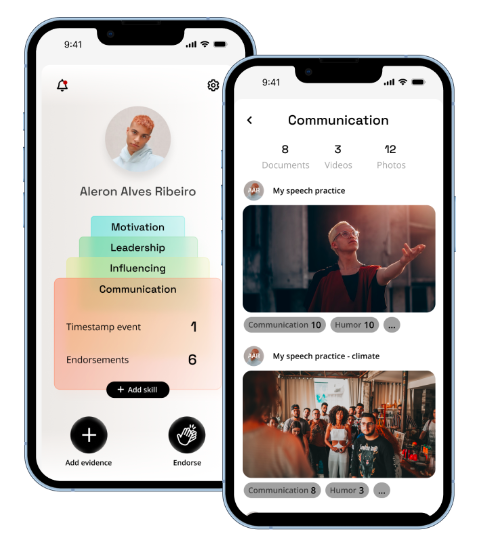 9:41
Aleron Alves Ribeiro
Motivation
Leadership
Influencing
Communication
Timestamp event 1
Endorsements 6
+ Add skill
Add evidence
Endorse
9:41
Communication
8 3 12
Documents Videos Photos
AAR My speech practice
Communication 10 Humor 10 ...
AAR My speech practice - climate
Communication 8 Humor 3 ...